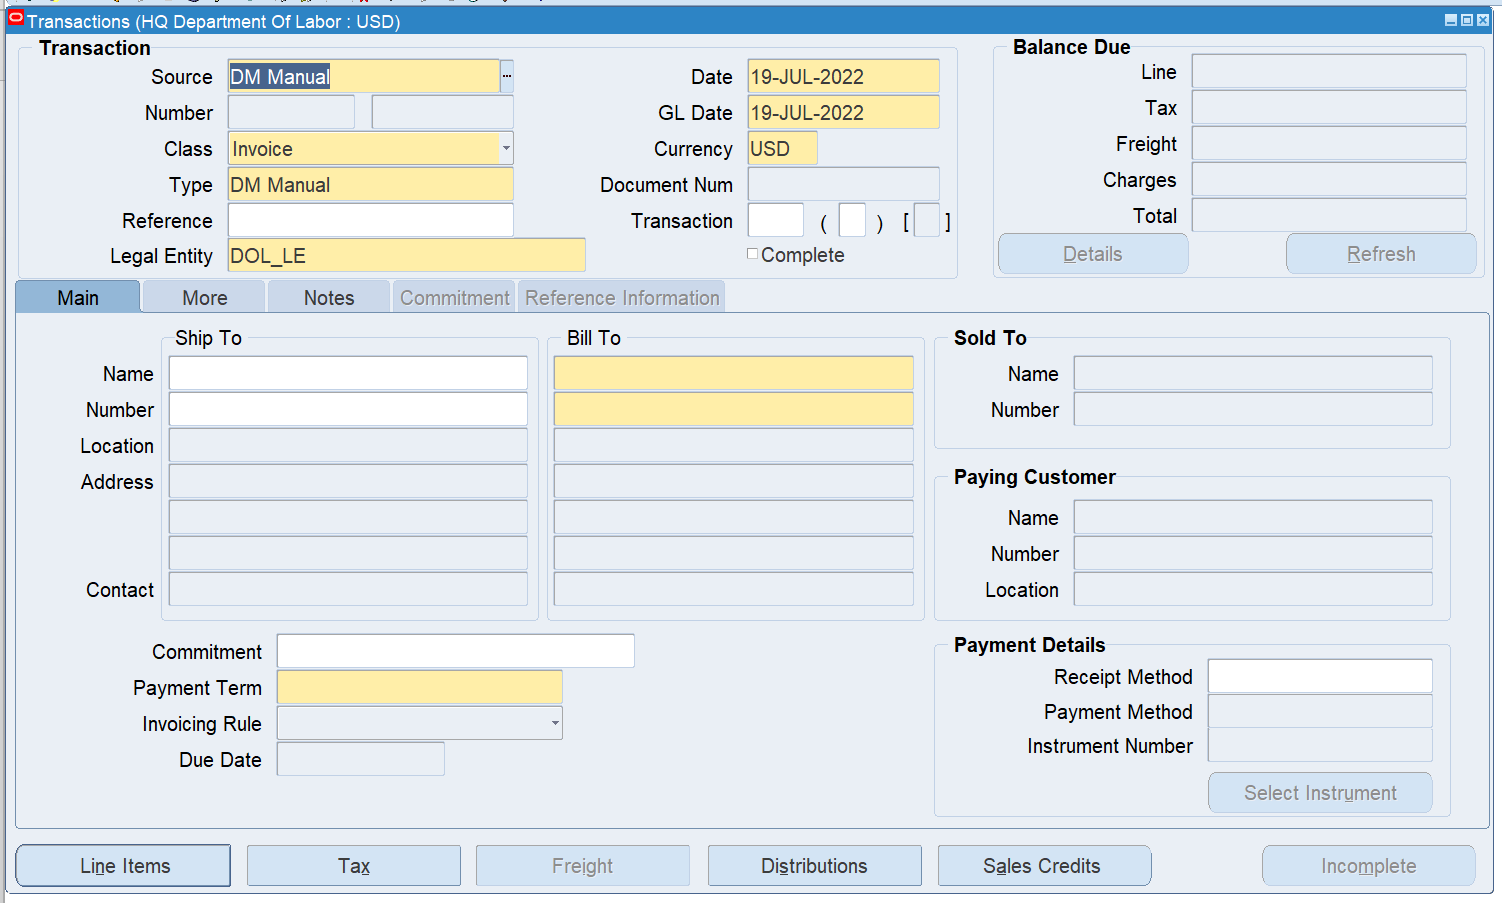 Transactions (HQ Department Of Labor : USD)
Transaction
Source DM Manual ...
Number
Class Invoice
Type DM Manual
Reference
Legal Entity DOL_LE
Date 19-JUL-2022
GL Date 19-JUL-2022
Currency USD
Document Num
Transaction ( ) [ ]
Complete
Balance Due
Line
Tax
Freight
Charges
Total
Details Refresh
Main More Notes Commitment Reference Information
Ship To Bill To
Name
Number
Location
Address
Contact
Sold To
Name
Number
Paying Customer
Name
Number
Location
Commitment
Payment Term
Invoicing Rule
Due Date
Payment Details
Receipt Method
Payment Method
Instrument Number
Select Instrument
Line Items Tax Freight Distributions Sales Credits Incomplete